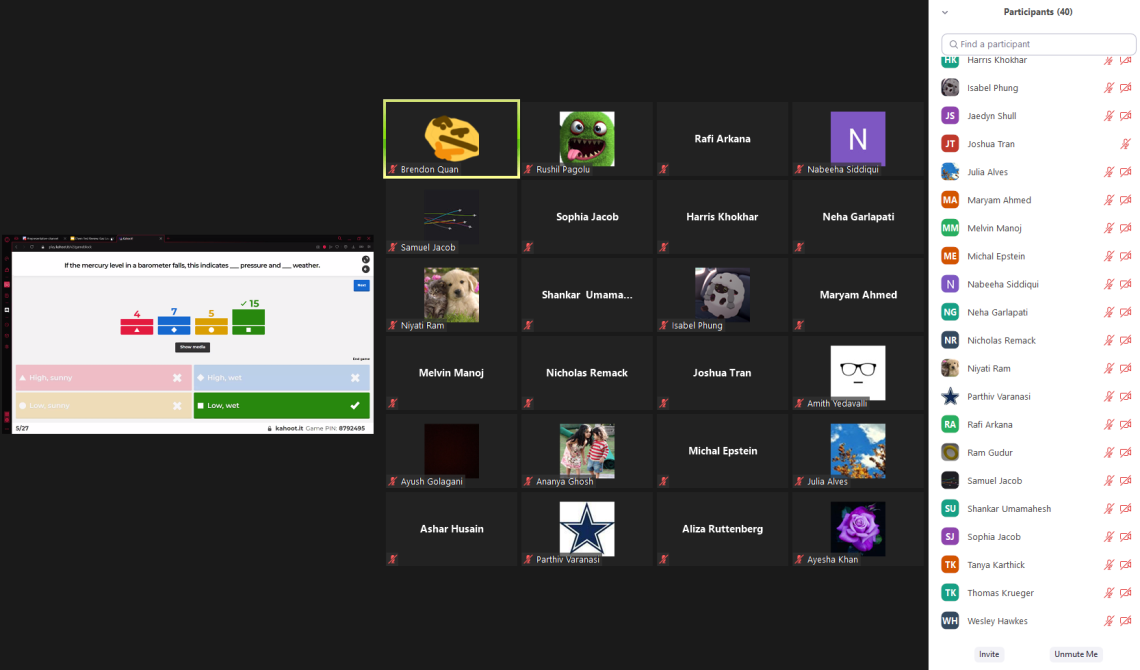 If the mercury level in a barometer falls, this indicates ___ pressure and ___ weather.
Next
4
7
5
15
Show media
End game
High, sunny
High, wet
Low, sunny
Low, wet
5/27
kahoot.it Game PIN: 8792495
Brendon Quan
Rushil Pagolu
Rafi Arkana
N
Nabeeha Siddiqui
Samuel Jacob
Sophia Jacob
Harris Khokhar
Neha Garlapati
Niyati Ram
Shankar Umama...
Isabel Phung
Maryam Ahmed
Melvin Manoj
Nicholas Remack
Joshua Tran
Amith Yedavalli
Ayush Golagani
Ananya Ghosh
Michal Epstein
Julia Alves
Ashar Husain
Parthiv Varanasi
Aliza Ruttenberg
Ayesha Khan
Participants (40)
Find a participant
HK Harris Khokhar
Isabel Phung
JS Jaedyn Shull
JT Joshua Tran
Julia Alves
MA Maryam Ahmed
MM Melvin Manoj
ME Michal Epstein
N Nabeeha Siddiqui
NG Neha Garlapati
NR Nicholas Remack
Niyati Ram
Parthiv Varanasi
RA Rafi Arkana
Ram Gudur
Samuel Jacob
SU Shankar Umamahesh
SJ Sophia Jacob
TK Tanya Karthick
TK Thomas Krueger
WH Wesley Hawkes
Invite
Unmute Me